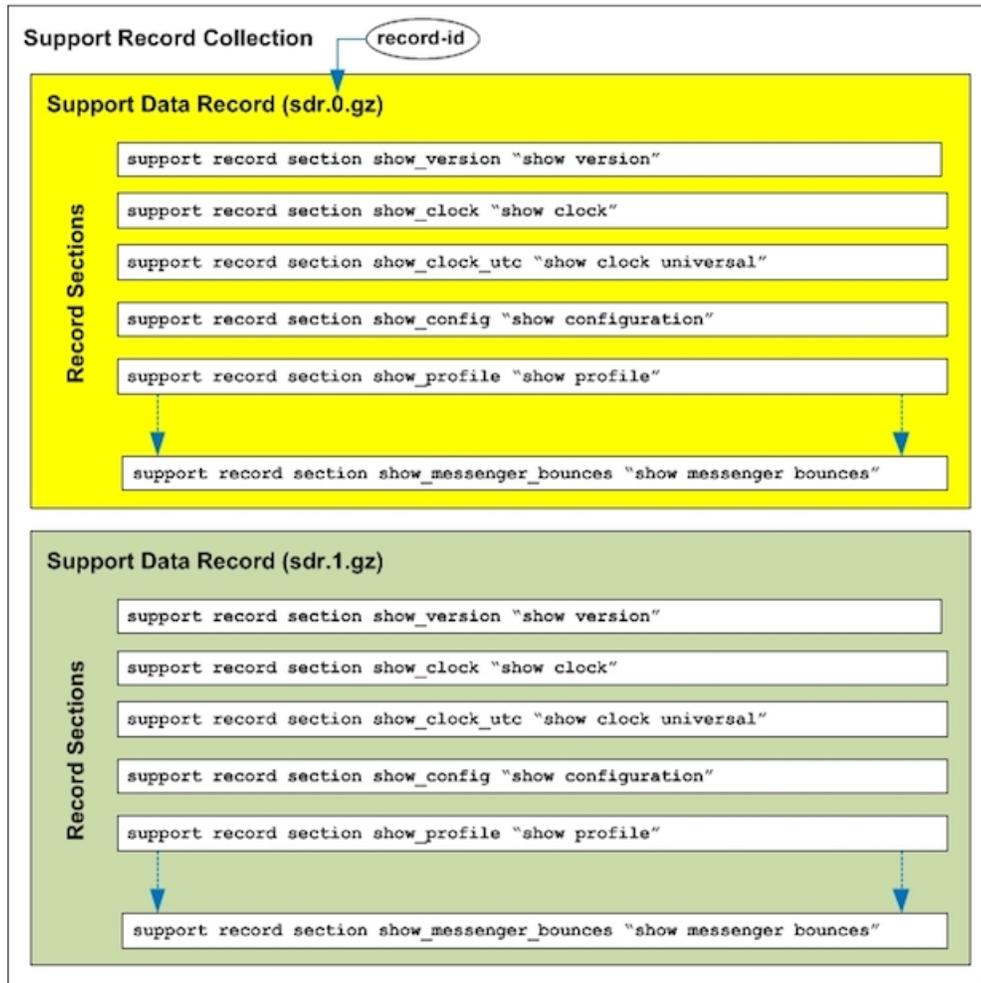 Support Record Collection
record-id
Support Data Record (sdr.0.gz)
Record Sections
support record section show_version “show version”
support record section show_clock “show clock”
support record section show_clock_utc “show clock universal”
support record section show_config “show configuration”
support record section show_profile “show profile”
support record section show_messenger_bounces “show messenger bounces”
Support Data Record (sdr.1.gz)
Record Sections
support record section show_version “show version”
support record section show_clock “show clock”
support record section show_clock_utc “show clock universal”
support record section show_config “show configuration”
support record section show_profile “show profile”
support record section show_messenger_bounces “show messenger bounces”